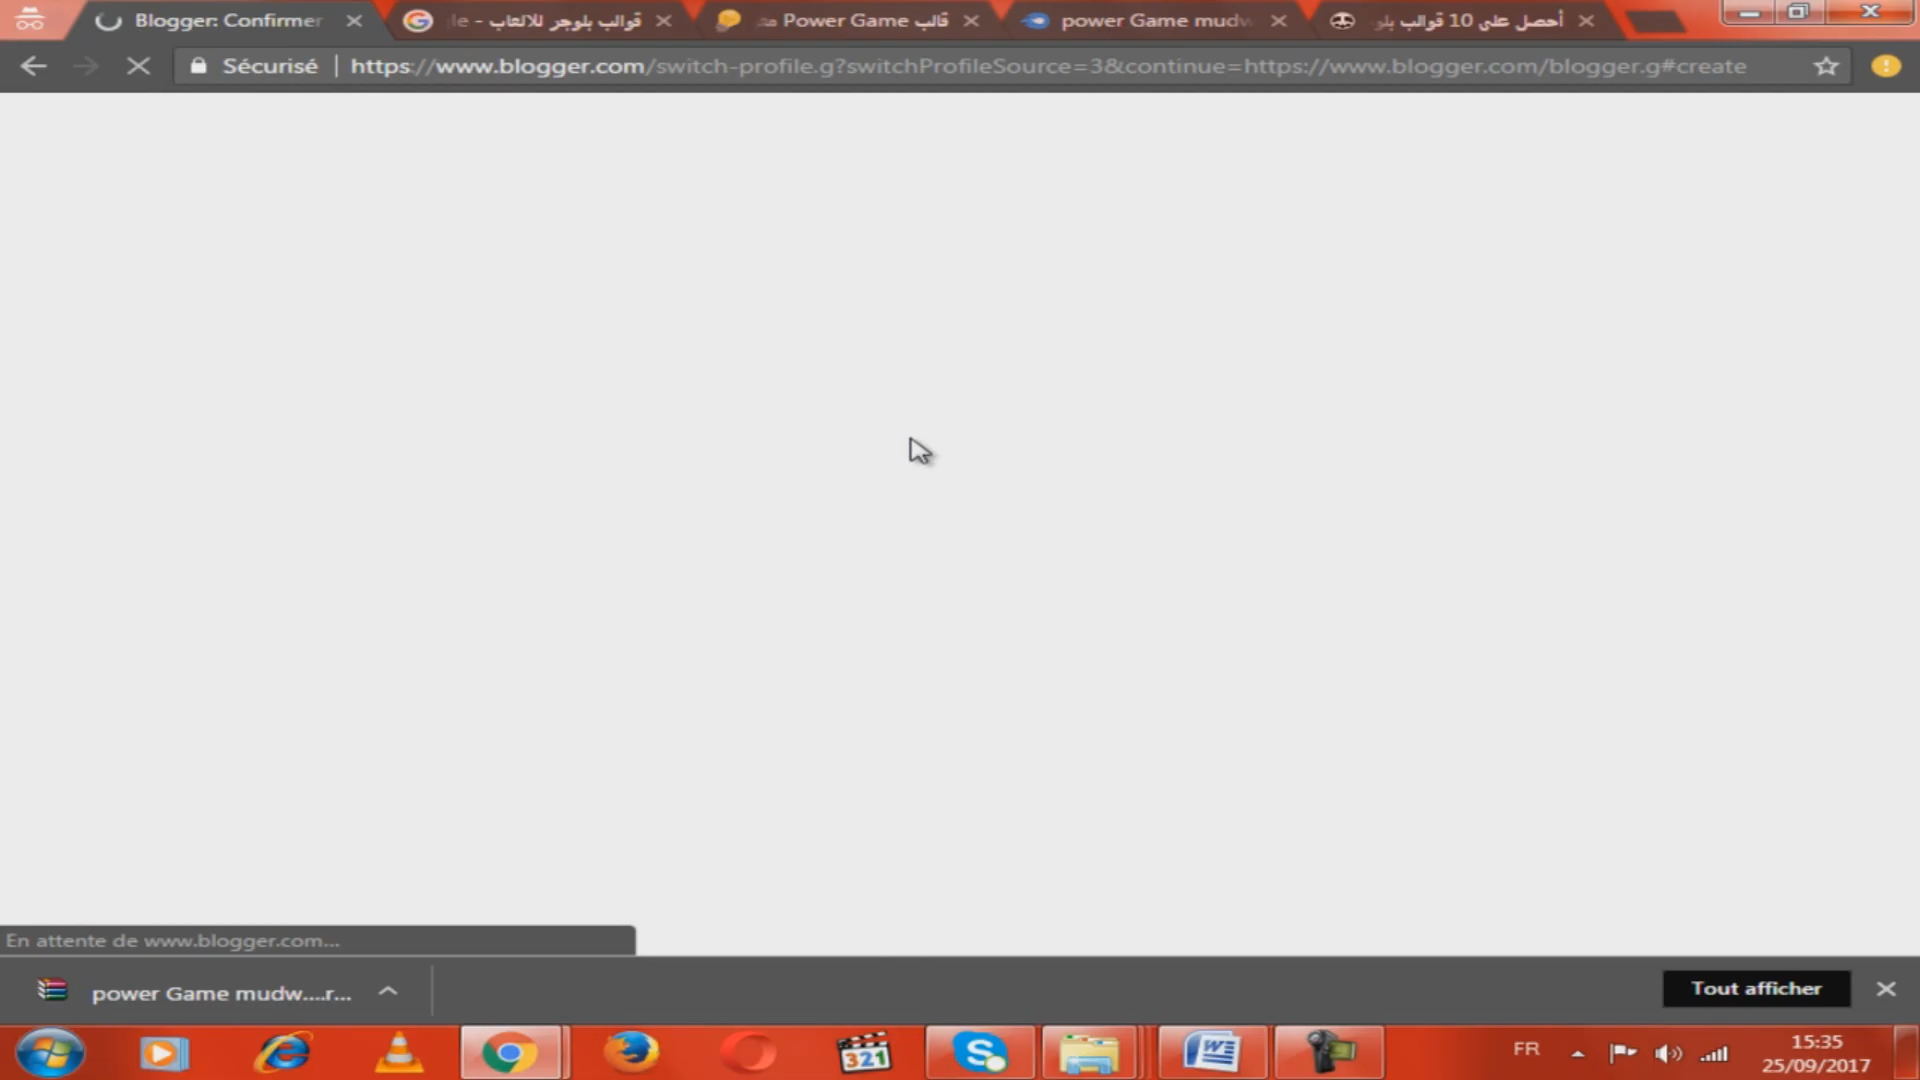 Blogger: Confirmer
قوالب بلوجر للالعاب - le
قالب Power Game مد
power Game mudw
أحصل على 10 قوالب بلو
Sécurisé | https://www.blogger.com/switch-profile.g?switchProfileSource=3&continue=https://www.blogger.com/blogger.g#create
En attente de www.blogger.com...
power Game mudw....r...
Tout afficher
321
FR
15:35
25/09/2017